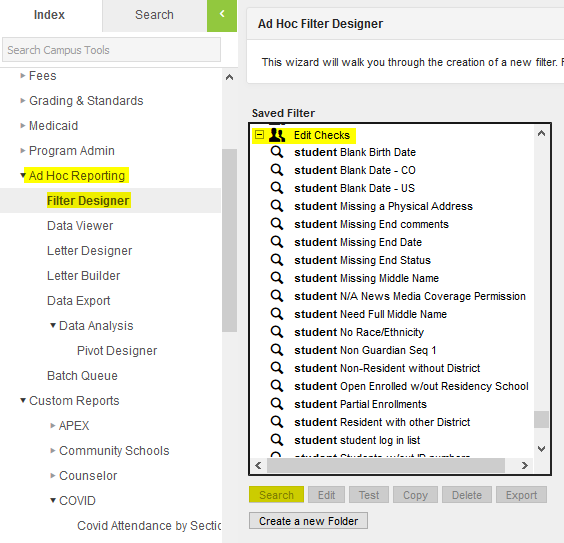 Index
Search
Search Campus Tools
Fees
Grading & Standards
Medicaid
Program Admin
Ad Hoc Reporting
Filter Designer
Data Viewer
Letter Designer
Letter Builder
Data Export
Data Analysis
Pivot Designer
Batch Queue
Custom Reports
APEX
Community Schools
Counselor
COVID
Covid Attendance by Sectio
Ad Hoc Filter Designer
This wizard will walk you through the creation of a new filter. F
Saved Filter
Edit Checks
student Blank Birth Date
student Blank Date - CO
student Blank Date - US
student Missing a Physical Address
student Missing End comments
student Missing End Date
student Missing End Status
student Missing Middle Name
student N/A News Media Coverage Permission
student Need Full Middle Name
student No Race/Ethnicity
student Non Guardian Seq 1
student Non-Resident without District
student Open Enrolled w/out Residency School
student Partial Enrollments
student Resident with other District
student student log in list
student Students w/out ID numbers
Search Edit Test Copy Delete Export
Create a new Folder